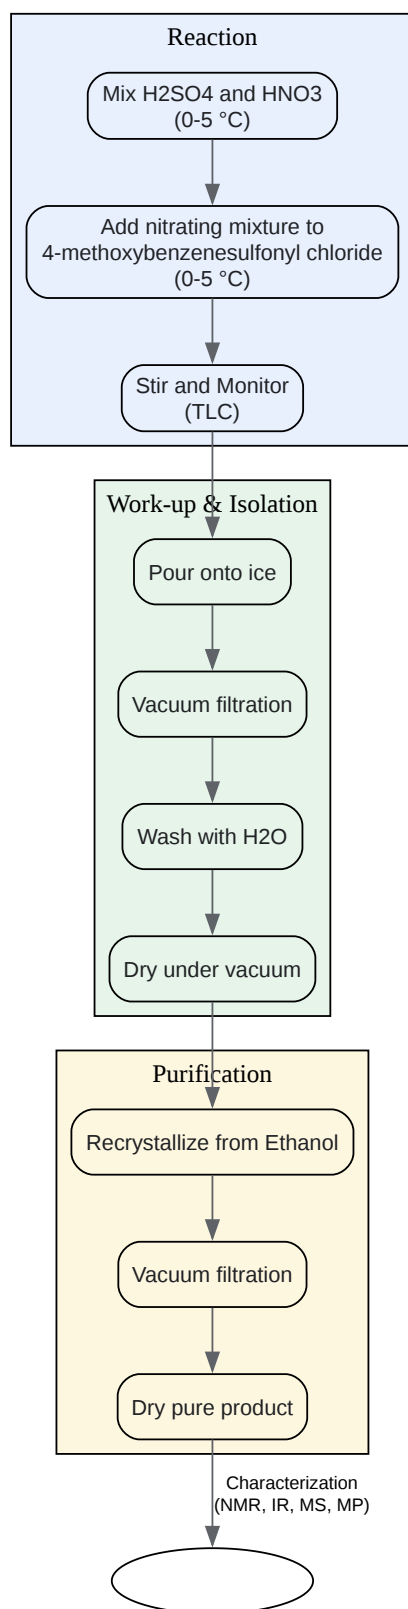 Reaction
Mix H2SO4 and HNO3
(0-5 °C)
Add nitrating mixture to
4-methoxybenzenesulfonyl chloride
(0-5 °C)
Stir and Monitor
(TLC)
Work-up & Isolation
Pour onto ice
Vacuum filtration
Wash with H2O
Dry under vacuum
Purification
Recrystallize from Ethanol
Vacuum filtration
Dry pure product
Characterization
(NMR, IR, MS, MP)